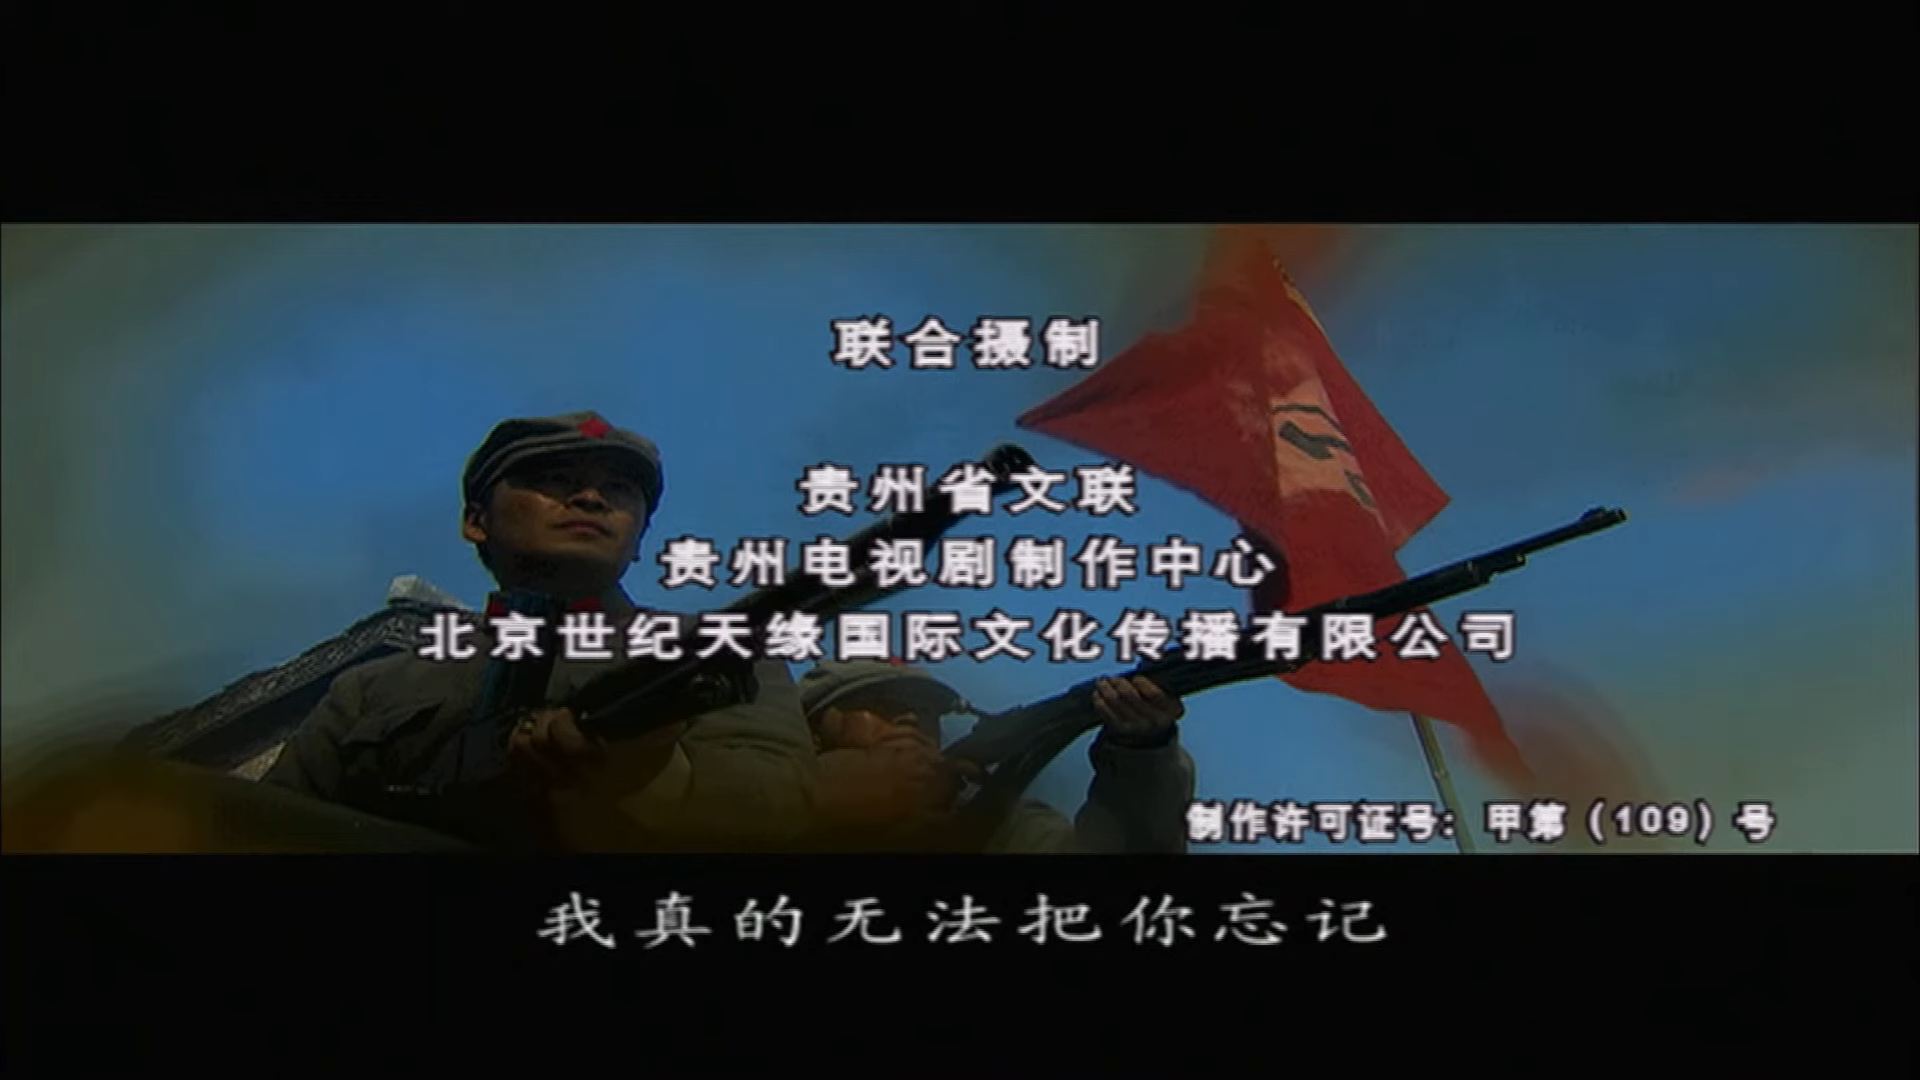 联合摄制
贵州省文联
贵州电视剧制作中心
北京世纪天缘国际文化传播有限公司
制作许可证号：甲第（109）号
我真的无法把你忘记